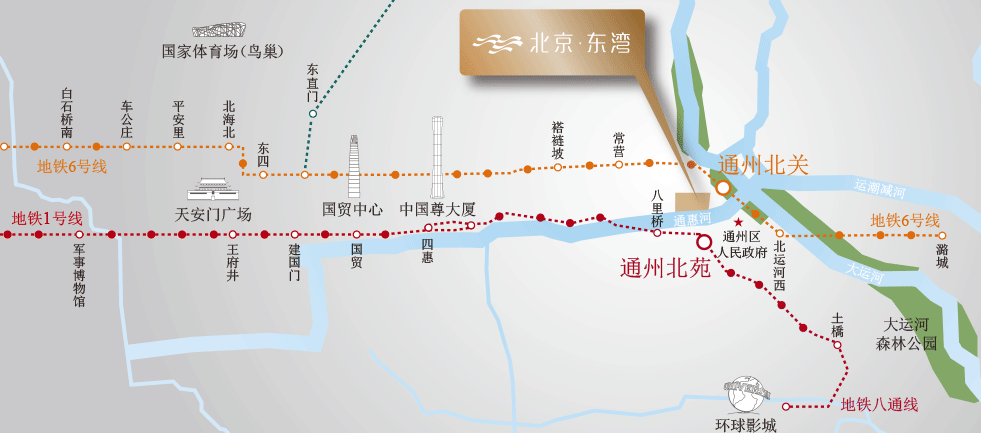 北京·东湾
国家体育场(鸟巢)
东直门
白石桥南
车公庄
平安里
北海北
东四
褡裢坡
常营
地铁6号线
通州北关
运潮减河
天安门广场
国贸中心
中国尊大厦
八里桥
通惠河
地铁1号线
地铁6号线
军事博物馆
王府井
建国门
国贸
四惠
通州区
人民政府
北运河西
潞城
通州北苑
大运河
土橋
大运河
森林公园
环球影城
地铁八通线